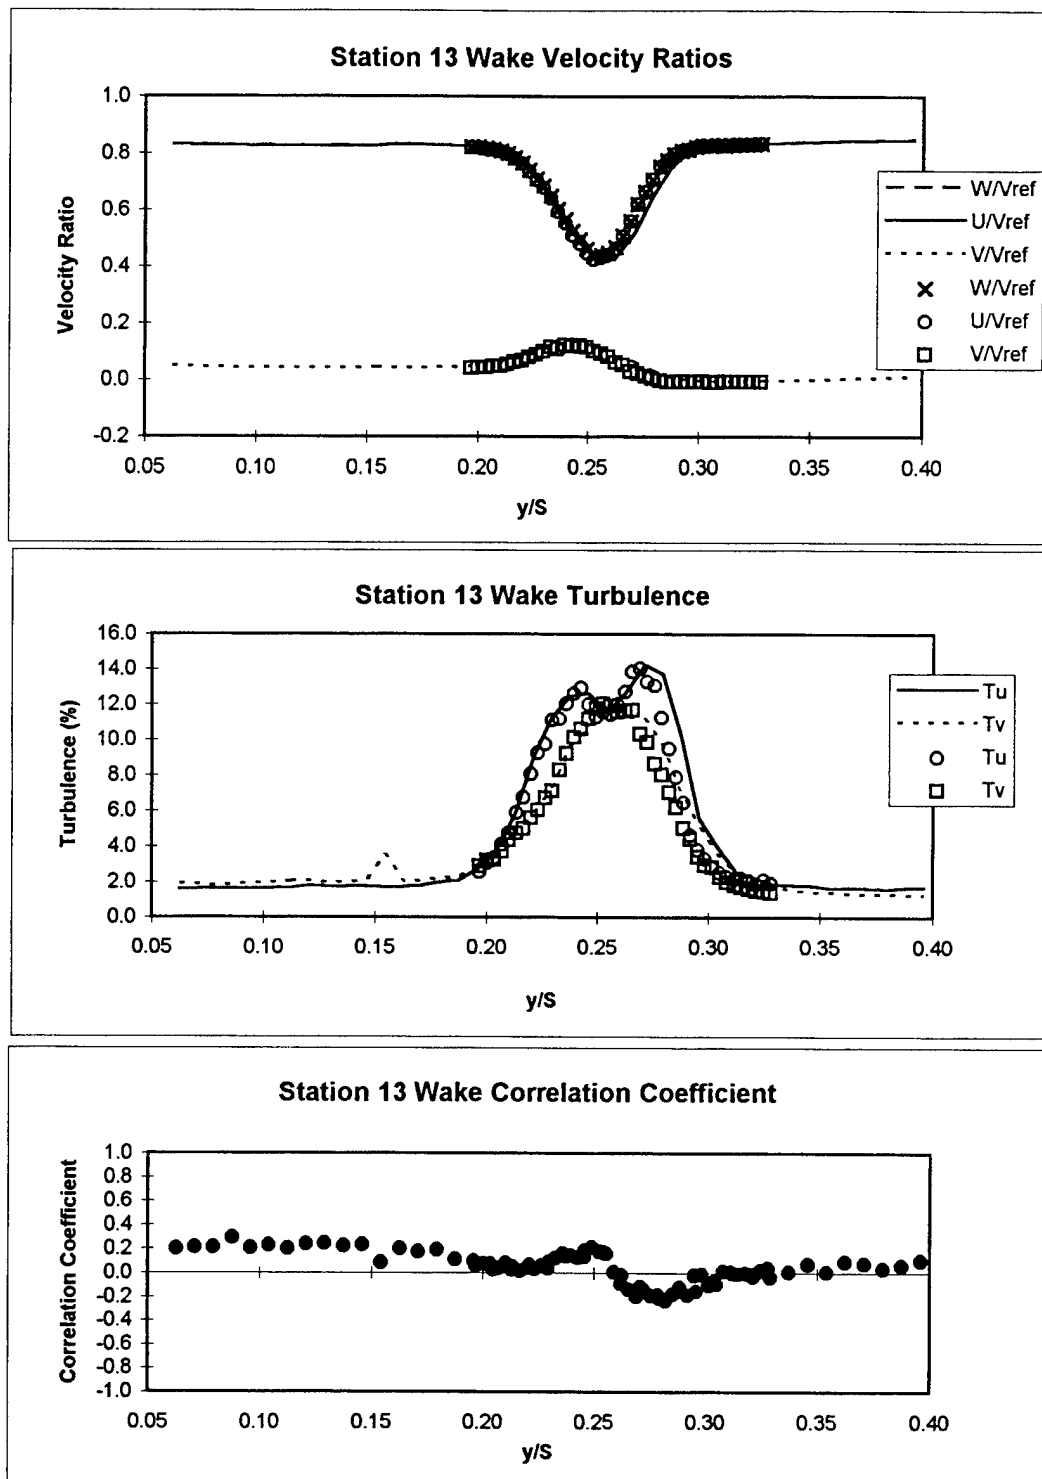 Station 13 Wake Velocity Ratios
1.0
0.8
0.6
0.4
0.2
0.0
-0.2
Velocity Ratio
0.05 0.10 0.15 0.20 0.25 0.30 0.35 0.40
y/S
W/Vref
U/Vref
V/Vref
W/Vref
U/Vref
V/Vref
Station 13 Wake Turbulence
16.0
14.0
12.0
10.0
8.0
6.0
4.0
2.0
0.0
Turbulence (%)
0.05 0.10 0.15 0.20 0.25 0.30 0.35 0.40
y/S
Tu
Tv
Tu
Tv
Station 13 Wake Correlation Coefficient
1.0
0.8
0.6
0.4
0.2
0.0
-0.2
-0.4
-0.6
-0.8
-1.0
Correlation Coefficient
0.05 0.10 0.15 0.20 0.25 0.30 0.35 0.40
y/S